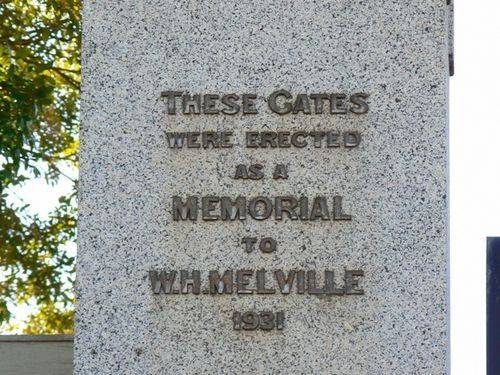 THESE GATES
WERE ERECTED
AS A
MEMORIAL
TO
W.H.MELVILLE
1931